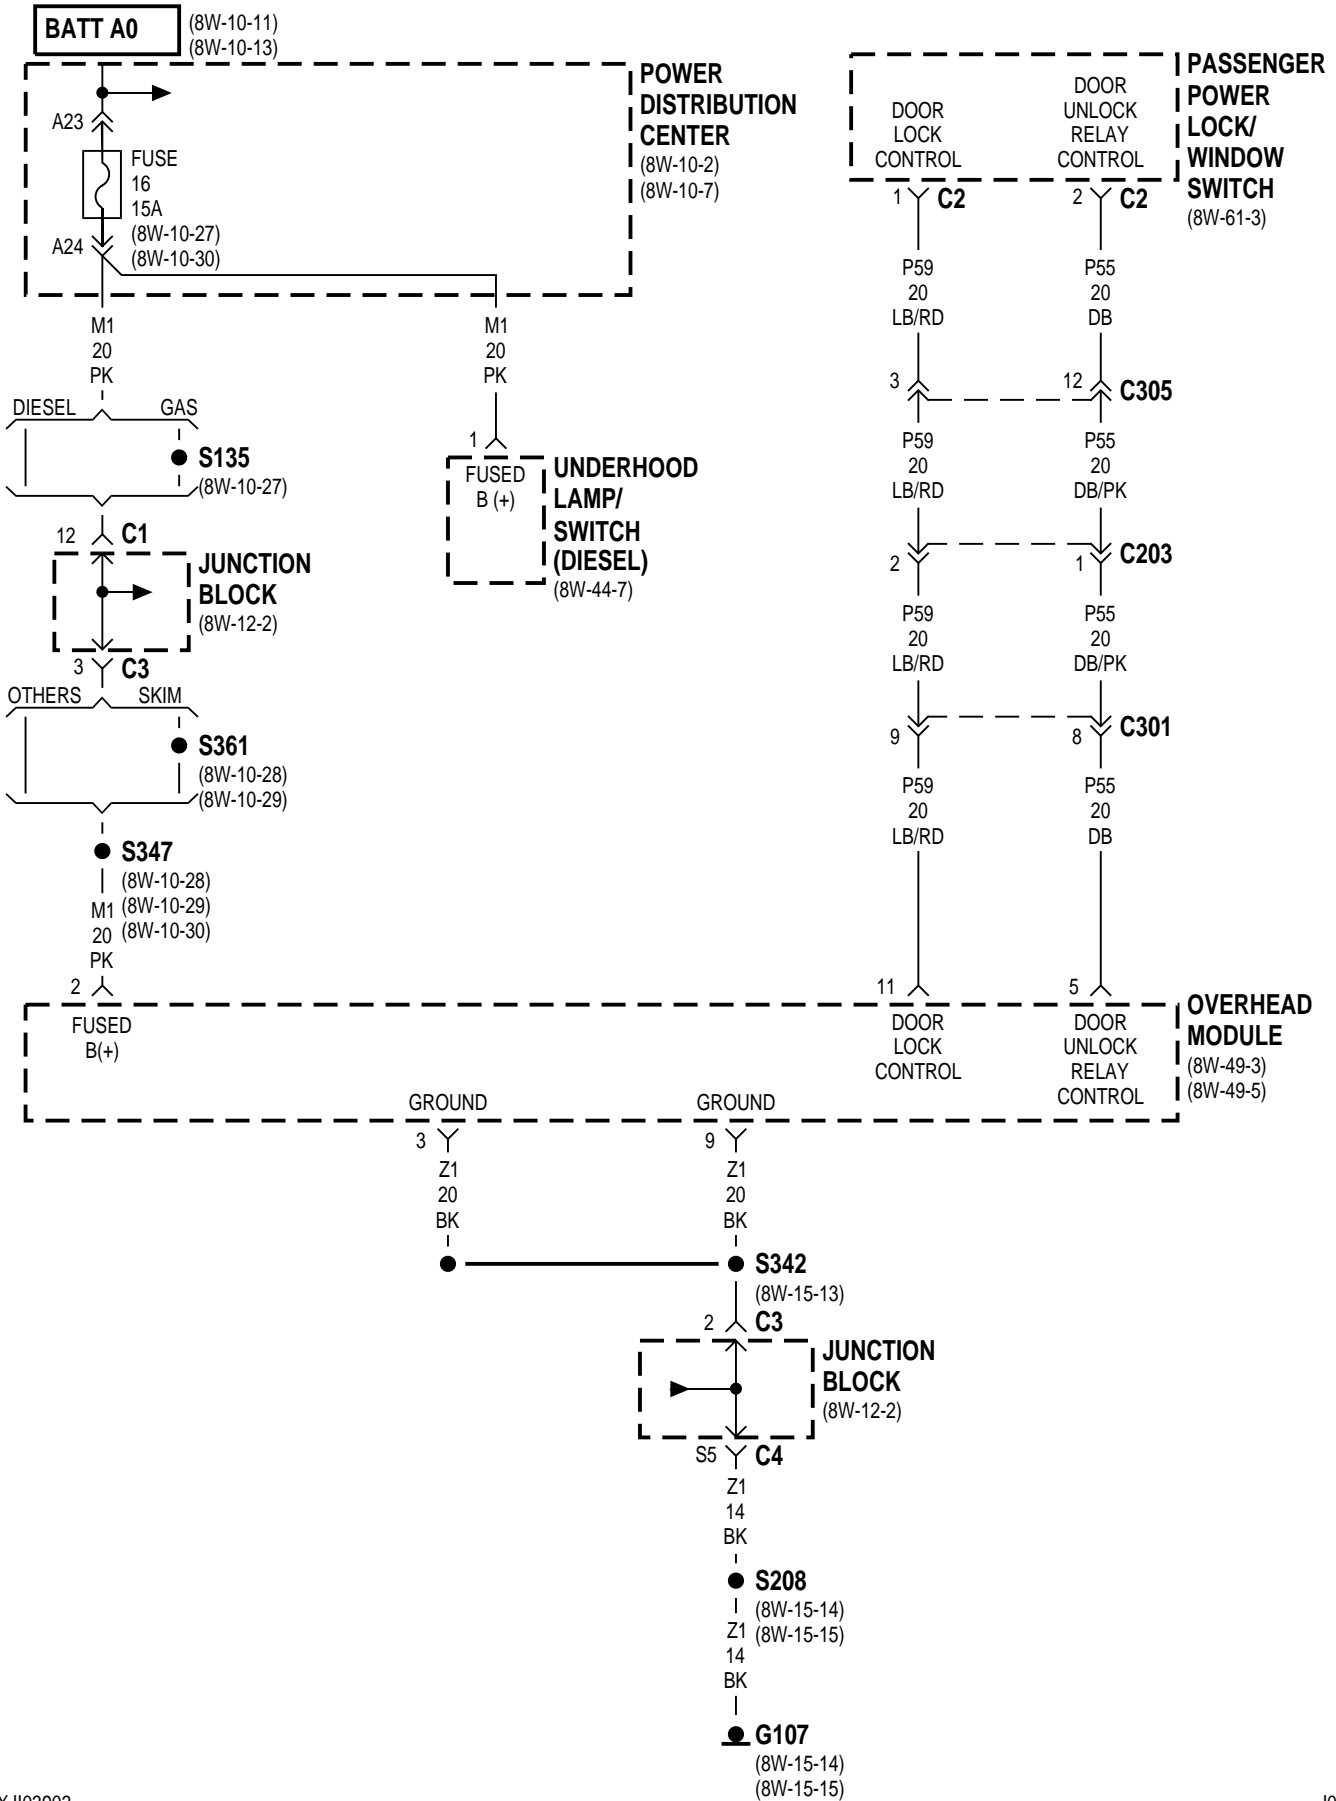 BATT A0
(8W-10-11)
(8W-10-13)
POWER
DISTRIBUTION
CENTER
(8W-10-2)
(8W-10-7)
A23
FUSE
16
15A
(8W-10-27)
(8W-10-30)
A24
M1
20
PK
M1
20
PK
DIESEL
GAS
S135
(8W-10-27)
1
FUSED
B (+)
UNDERHOOD
LAMP/
SWITCH
(DIESEL)
(8W-44-7)
12
C1
JUNCTION
BLOCK
(8W-12-2)
3
C3
OTHERS
SKIM
S361
(8W-10-28)
(8W-10-29)
S347
(8W-10-28)
(8W-10-29)
(8W-10-30)
M1
20
PK
2
DOOR
LOCK
CONTROL
DOOR
UNLOCK
RELAY
CONTROL
PASSENGER
POWER
LOCK/
WINDOW
SWITCH
(8W-61-3)
1
C2
2
C2
P59
20
LB/RD
P55
20
DB
3
12
C305
P59
20
LB/RD
P55
20
DB/PK
2
1
C203
P59
20
LB/RD
P55
20
DB/PK
9
8
C301
P59
20
LB/RD
P55
20
DB
11
5
FUSED
B(+)
DOOR
LOCK
CONTROL
DOOR
UNLOCK
RELAY
CONTROL
OVERHEAD
MODULE
(8W-49-3)
(8W-49-5)
GROUND
GROUND
3
9
Z1
20
BK
Z1
20
BK
S342
(8W-15-13)
2
C3
JUNCTION
BLOCK
(8W-12-2)
S5
C4
Z1
14
BK
S208
(8W-15-14)
(8W-15-15)
Z1
14
BK
G107
(8W-15-14)
(8W-15-15)